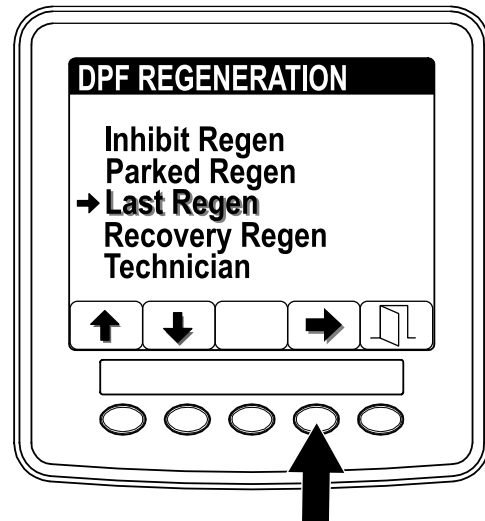 DPF REGENERATION
Inhibit Regen
Parked Regen
Last Regen
Recovery Regen
Technician